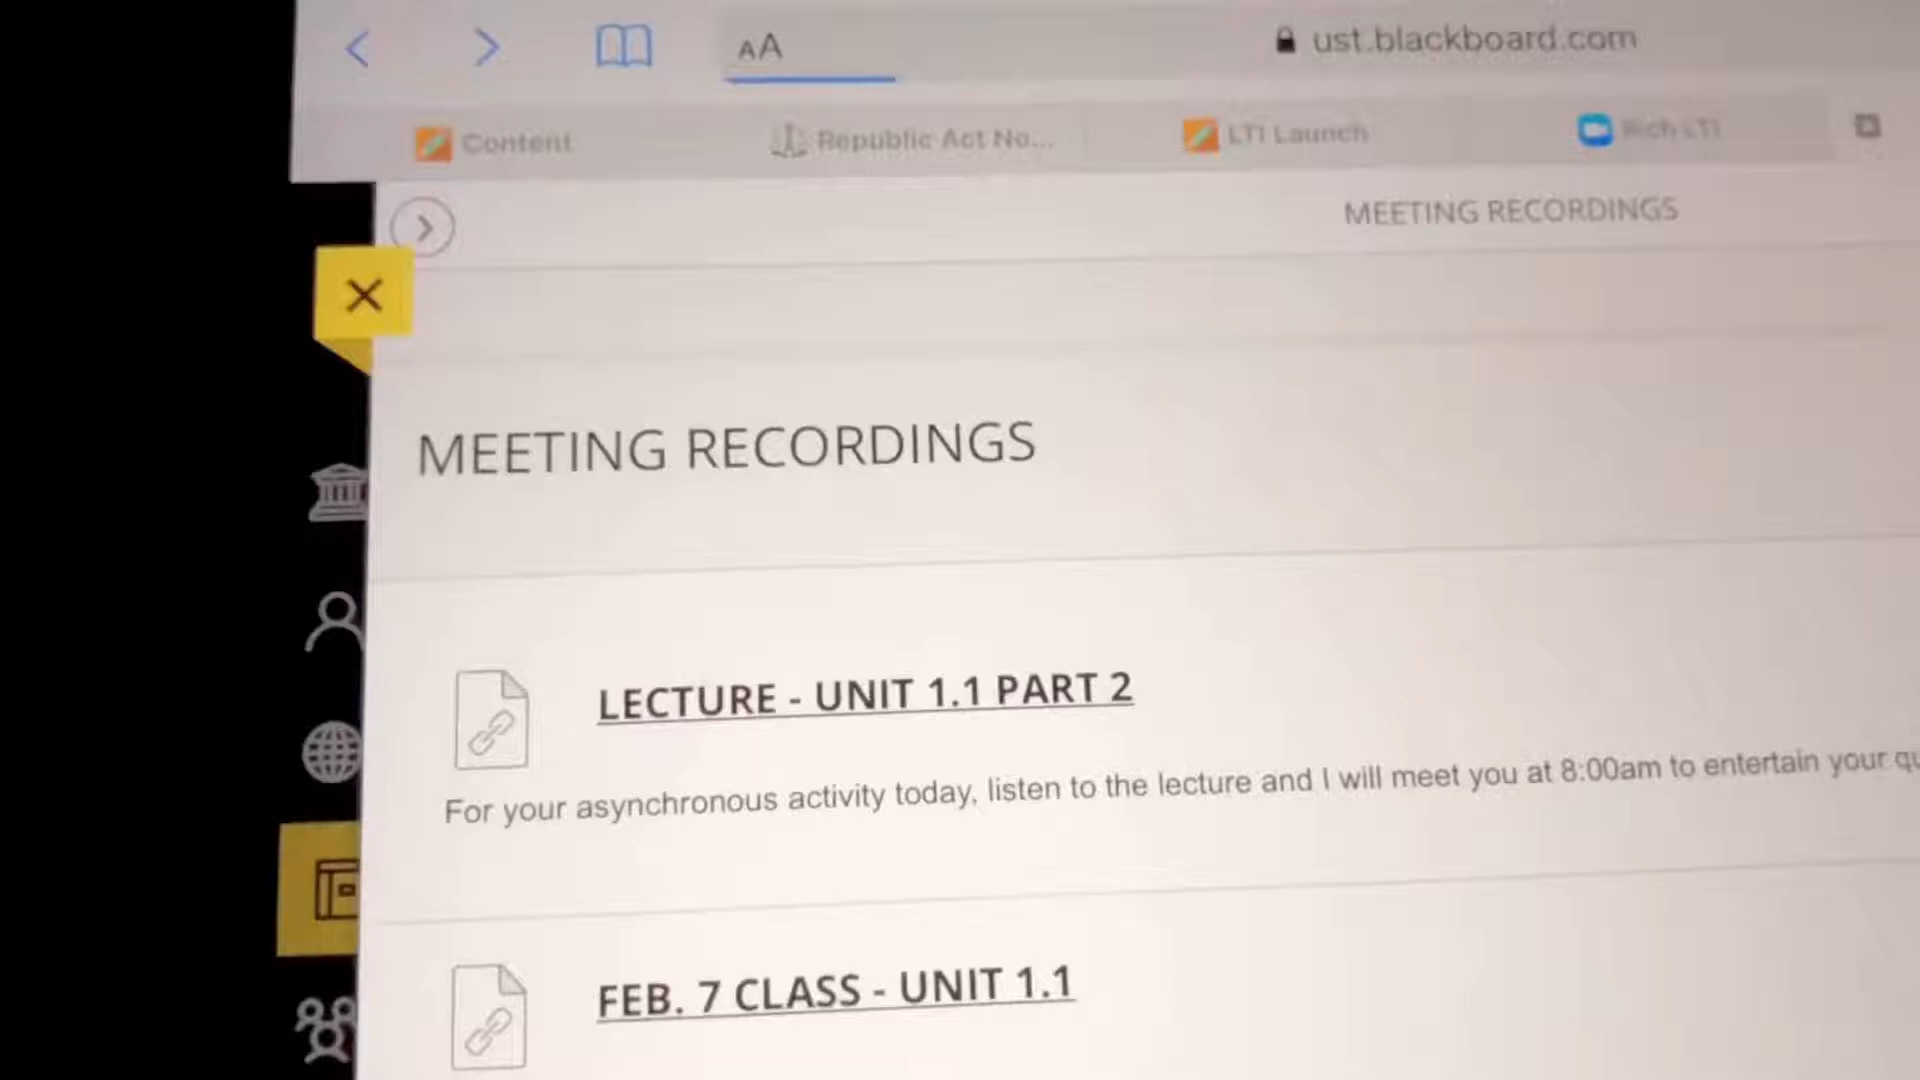 AA
ust.blackboard.com
Content
Republic Act No...
LTI Launch
Rich LTI
MEETING RECORDINGS
MEETING RECORDINGS
LECTURE - UNIT 1.1 PART 2
For your asynchronous activity today, listen to the lecture and I will meet you at 8:00am to entertain your
FEB. 7 CLASS - UNIT 1.1